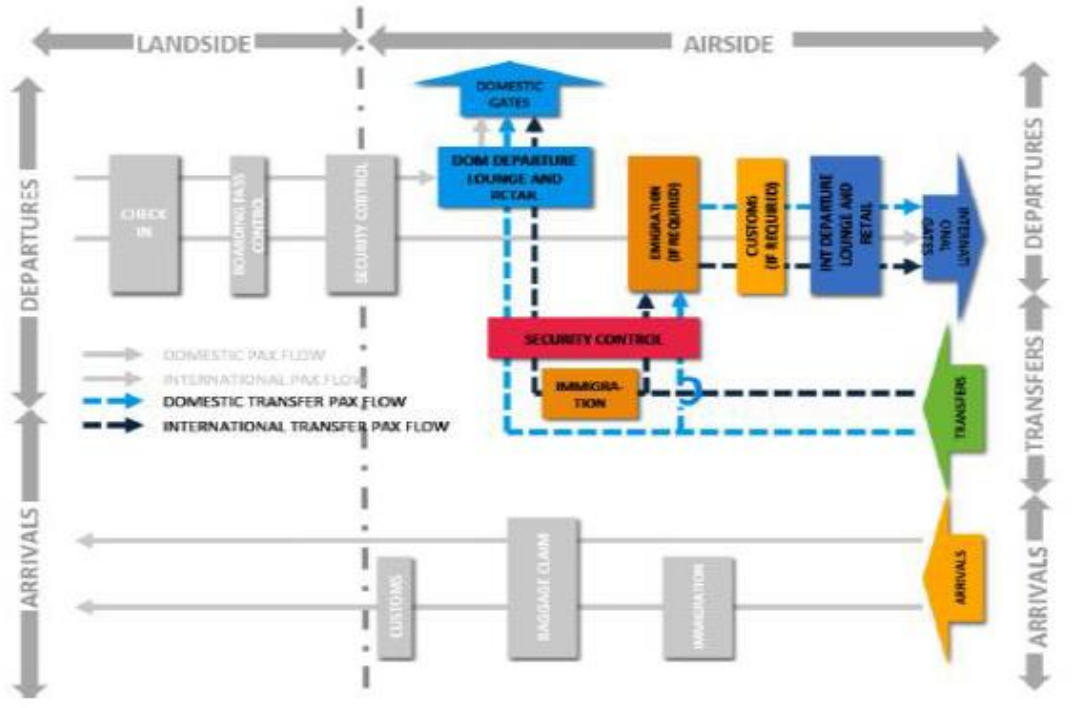 LANDSIDE
AIRSIDE
DOMESTIC
GATES
DEPARTURES
DEPARTURES
CHECK
IN
BOARDING PASS
CONTROL
SECURITY CONTROL
DOM DEPARTURE
LOUNGE AND
RETAIL
EMIGRATION
(IF REQUIRED)
CUSTOMS
(IF REQUIRED)
INT DEPARTURE
LOUNGE AND
RETAIL
INTERNATI
ONAL
GATES
SECURITY CONTROL
DOMESTIC PAX FLOW
INTERNATIONAL PAX FLOW
DOMESTIC TRANSFER PAX FLOW
INTERNATIONAL TRANSFER PAX FLOW
IMMIGRA-
TION
TRANSFERS
TRANSFERS
ARRIVALS
CUSTOMS
BAGGAGE CLAIM
IMMIGRATION
ARRIVALS
ARRIVALS